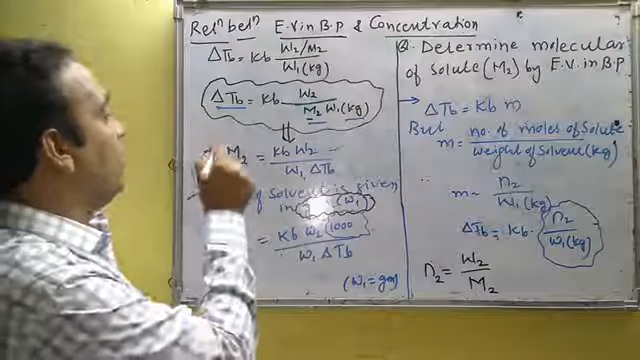 Relⁿ betⁿ E.V in B.P & Concentration
ΔTb = Kb W2/M2 / W1(kg)
ΔTb = Kb W2 / M2 W1(kg)
M2 = Kb W2 / W1 ΔTb
of Solvent is given
in (W1)
= Kb W2 (1000 / W1 ΔTb
(W1 = gm)
Q. Determine molecular
of Solute (M2) by E.V. in B.P
ΔTb = Kb m
But
m = no. of moles of Solute / weight of Solvent (kg)
∴ m = n2 / W1(kg)
ΔTb = Kb. n2 / W1(kg)
n2 = W2 / M2